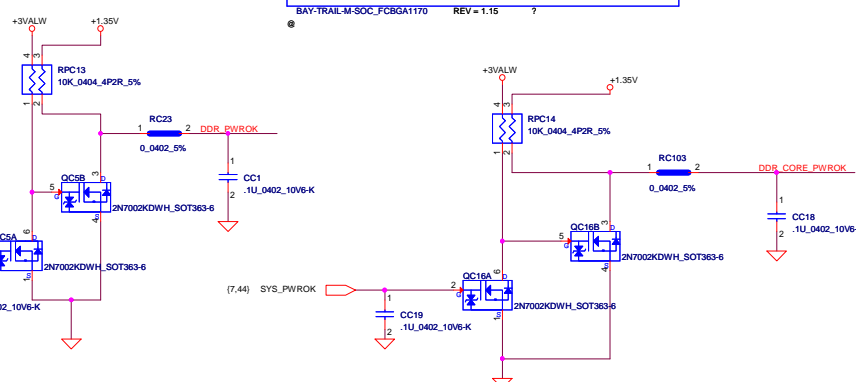 BAY-TRAIL-M-SOC_FCBGA1170 REV = 1.15 ?
@
+3VALW +1.35V
4 3
RPC13
10K_0404_4P2R_5%
1 2
RC23
1 2 DDR_PWROK
0_0402_5%
1
CC1
.1U_0402_10V6-K
2
QC5B
3 D
5
G
2N7002KDWH_SOT363-6
4
S
C5A
6
D
2N7002KDWH_SOT363-6
1
S
02_10V6-K
+3VALW +1.35V
4 3
RPC14
10K_0404_4P2R_5%
1 2
RC103
1 2 DDR_CORE_PWROK
0_0402_5%
1
CC18
.1U_0402_10V6-
2
QC16B
3
D
5
G
2N7002KDWH_SOT363-6
4
S
{7,44} SYS_PWROK
QC16A
6
D
2
G
2N7002KDWH_SOT363-6
1
S
1
CC19
.1U_0402_10V6-K
2